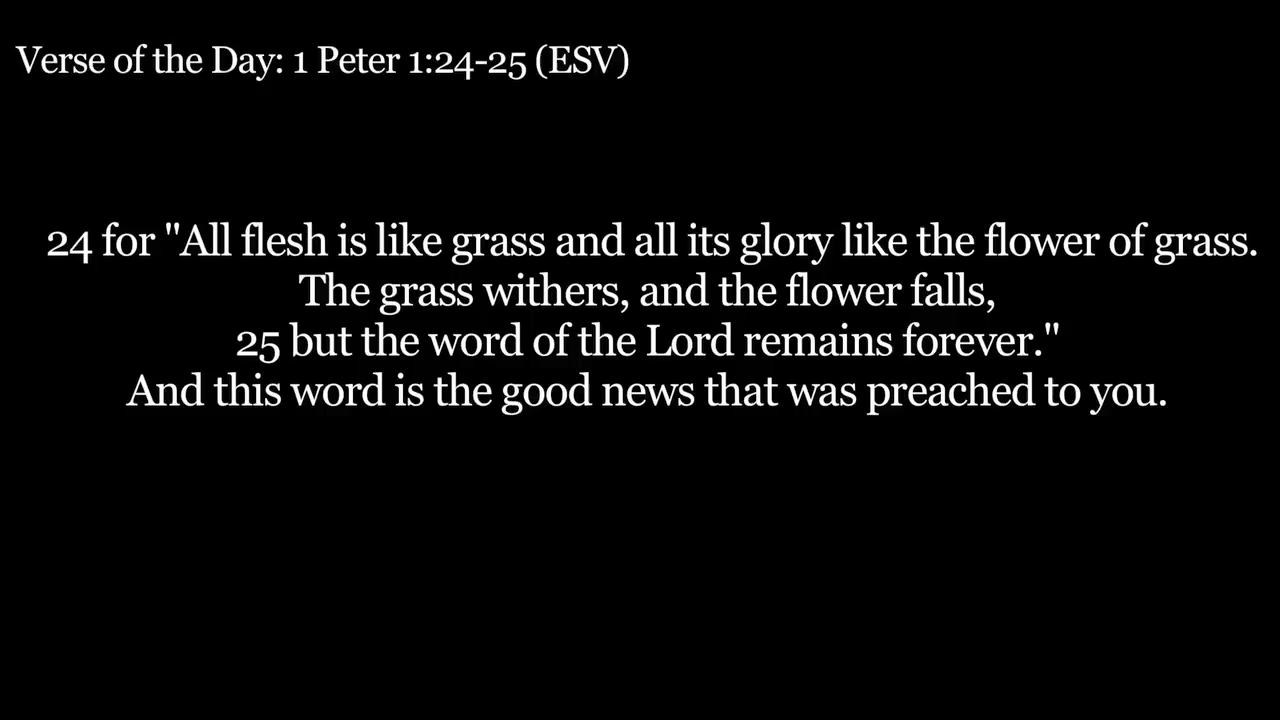 Verse of the Day: 1 Peter 1:24-25 (ESV)
24 for "All flesh is like grass and all its glory like the flower of grass.
The grass withers, and the flower falls,
25 but the word of the Lord remains forever."
And this word is the good news that was preached to you.